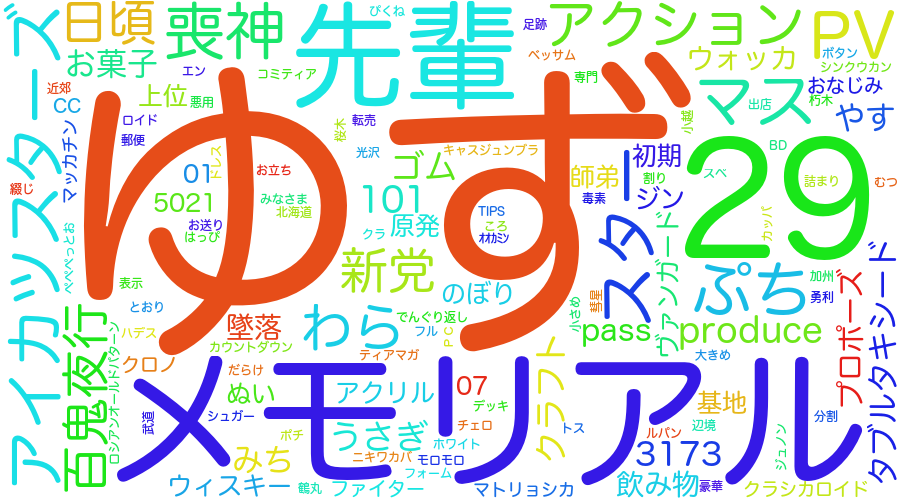 びくね
足跡
アクション
PV
ズ
日頃
喪神
先輩
お菓子
ベッサム
ウォッカ
ボタン
シンクウカン
近郊
エン
コミティア
専門
マス
おなじみ
CC
上位
悪用
出店
朽木
やす
ロイド
転売
桜木
小越
郵便
マッカチン
光沢
キャスジュンブラ
初期
BD
ゴム
師弟
割り
スペ
詰まり
むつ
綴じ
01
ドレス
お立ち
毒素
ジン
29
ゆず
5021
みなさま
北海道
101
TIPS
ころ
お送り
はっぴ
クラ
原発
ｵｵｶﾐﾝ
カッパ
ペペっとお
新党
スター
ヴァンガード
ぷち
加州
勇利
表示
のぼり
とおり
わら
でんぐり返し
小さめ
彗星
プロポーズ
墜落
フル
PC
pass
produce
ハデス
カウントダウン
ティアマガ
大きめ
タブルタキシード
アイカツスターズ
百鬼夜行
ロシアンオールドパターン
クロノ
だらけ
メモリアル
ぬい
アクリル
07
クラフト
基地
デッキ
武道
シュガー
チェロ
トス
ルパン
辺境
分割
ポチ
うさぎ
ホワイト
みち
ニキワカバ
モロモロ
3173
ジュノン
フォーム
ウィスキー
鶴丸
ファイター
マトリョシカ
飲み物
豪華
クラシカロイド